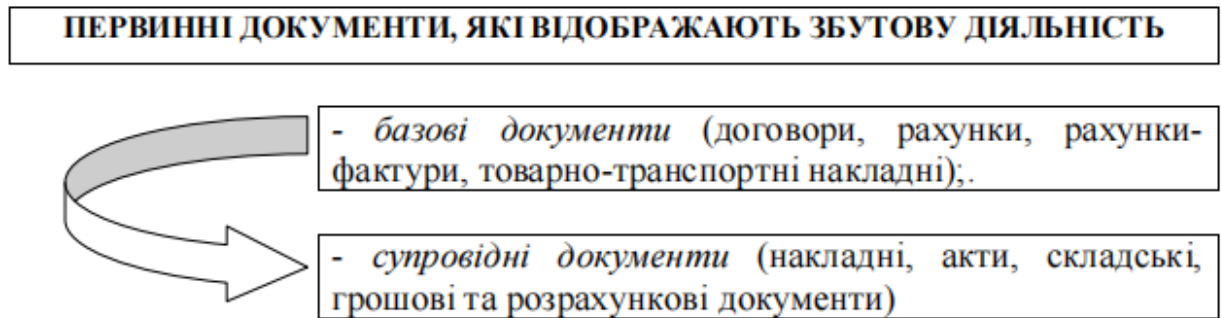 ПЕРВИННІ ДОКУМЕНТИ, ЯКІ ВІДОБРАЖАЮТЬ ЗБУТОВУ ДІЯЛЬНІСТЬ
- базові документи (договори, рахунки, рахунки-
фактури, товарно-транспортні накладні);.
- супровідні документи (накладні, акти, складські,
грошові та розрахункові документи)